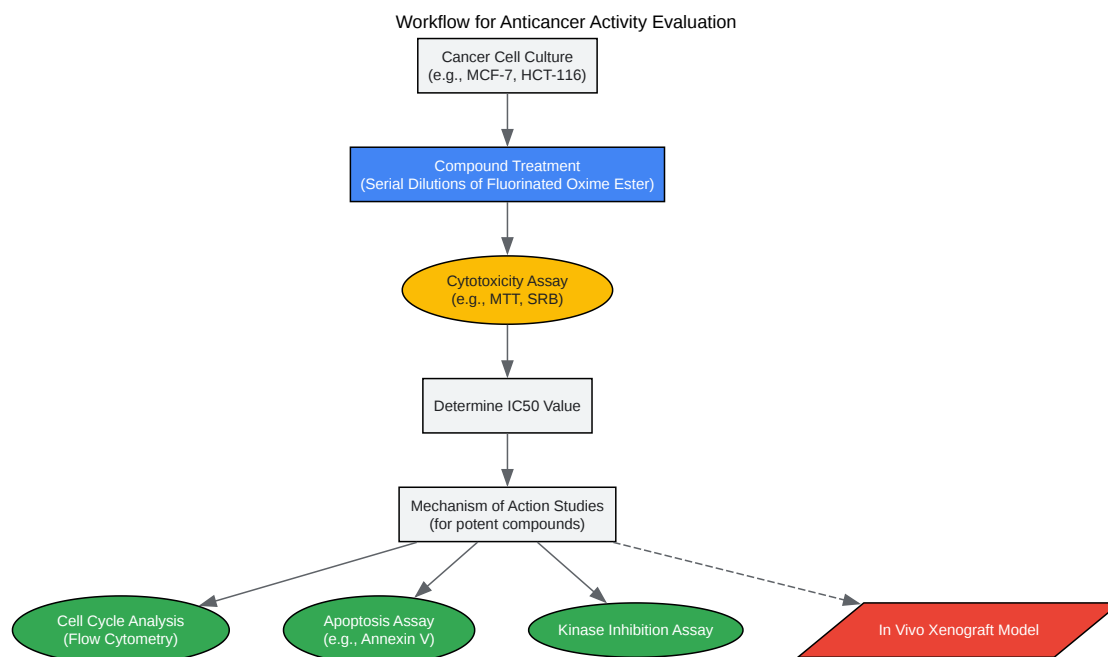 Workflow for Anticancer Activity Evaluation
Cancer Cell Culture
(e.g., MCF-7, HCT-116)
Compound Treatment
(Serial Dilutions of Fluorinated Oxime Ester)
Cytotoxicity Assay
(e.g., MTT, SRB)
Determine IC50 Value
Mechanism of Action Studies
(for potent compounds)
Cell Cycle Analysis
(Flow Cytometry)
Apoptosis Assay
(e.g., Annexin V)
Kinase Inhibition Assay
In Vivo Xenograft Model